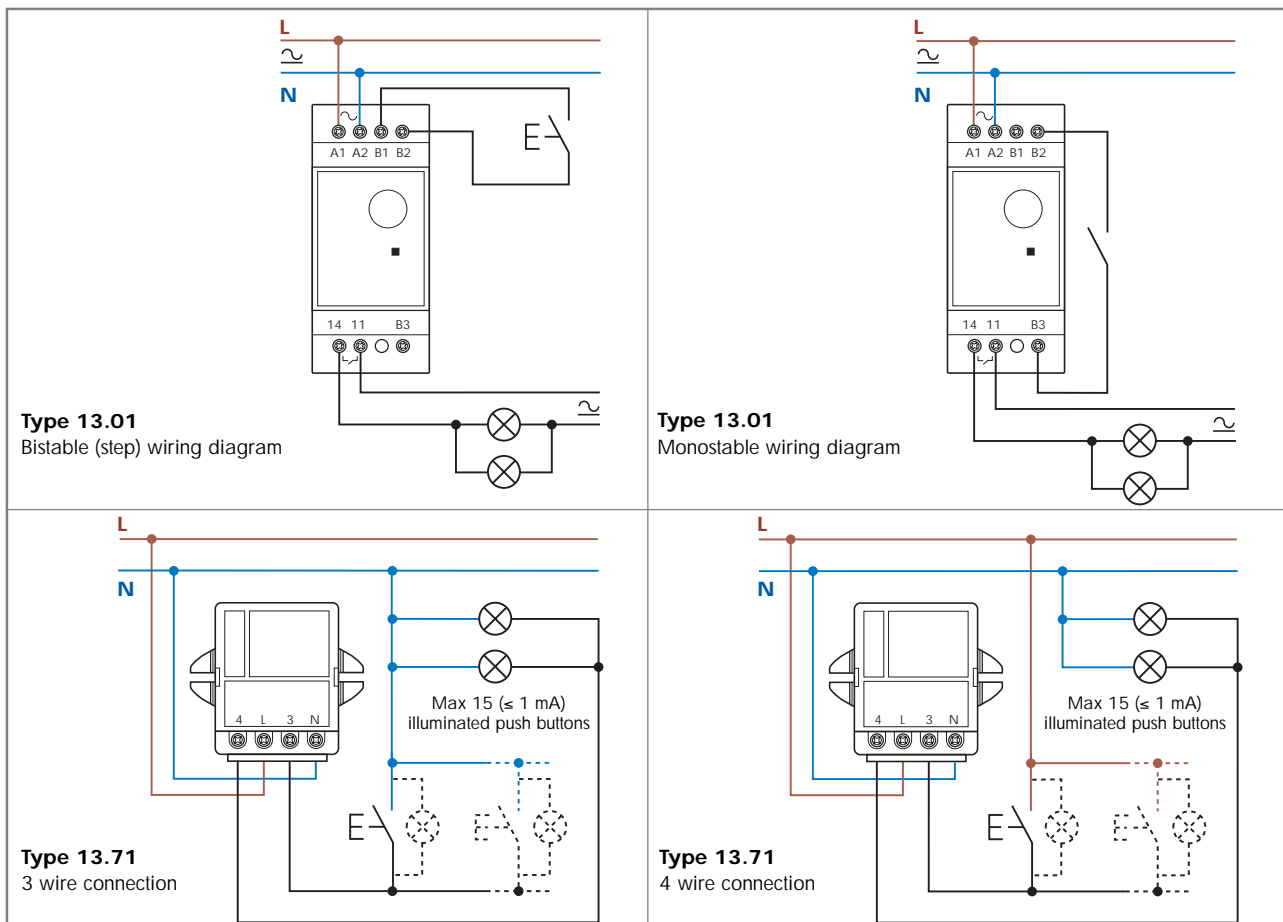 L
N
A1 A2 B1 B2
14 11 B3
Type 13.01
Bistable (step) wiring diagram
L
N
A1 A2 B1 B2
14 11 B3
Type 13.01
Monostable wiring diagram
L
N
Max 15 (≤ 1 mA)
illuminated push buttons
4 L 3 N
Type 13.71
3 wire connection
L
N
Max 15 (≤ 1 mA)
illuminated push buttons
4 L 3 N
Type 13.71
4 wire connection